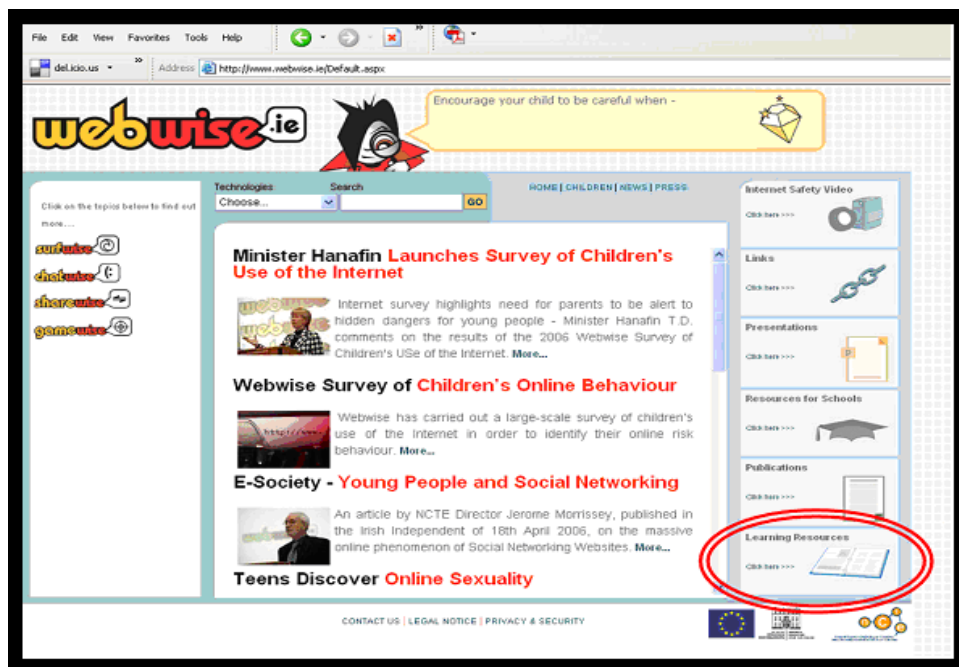 File Edit View Favorites Tools Help
del.icio.us Address http://www.webwise.ie/Default.aspx
webwise.ie
Encourage your child to be careful when -
Technologies Search
Choose... GO
HOME | CHILDREN | NEWS | PRESS
Click on the topics below to find out
more....
surfwise
chatwise
sharewise
gamewise
Minister Hanafin Launches Survey of Children's
Use of the Internet
Internet survey highlights need for parents to be alert to
hidden dangers for young people - Minister Hanafin T.D.
comments on the results of the 2006 Webwise Survey of
Children's USe of the Internet. More...
Webwise Survey of Children's Online Behaviour
Webwise has carried out a large-scale survey of children's
use of the Internet in order to identify their online risk
behaviour. More...
E-Society - Young People and Social Networking
An article by NCTE Director Jerome Morrissey, published in
the Irish Independent of 18th April 2006, on the massive
online phenomenon of Social Networking Websites. More...
Teens Discover Online Sexuality
Internet Safety Video
Click here >>>
Links
Click here >>>
Presentations
Click here >>>
Resources for Schools
Click here >>>
Publications
Click here >>>
Learning Resources
Click here >>>
CONTACT US | LEGAL NOTICE | PRIVACY & SECURITY